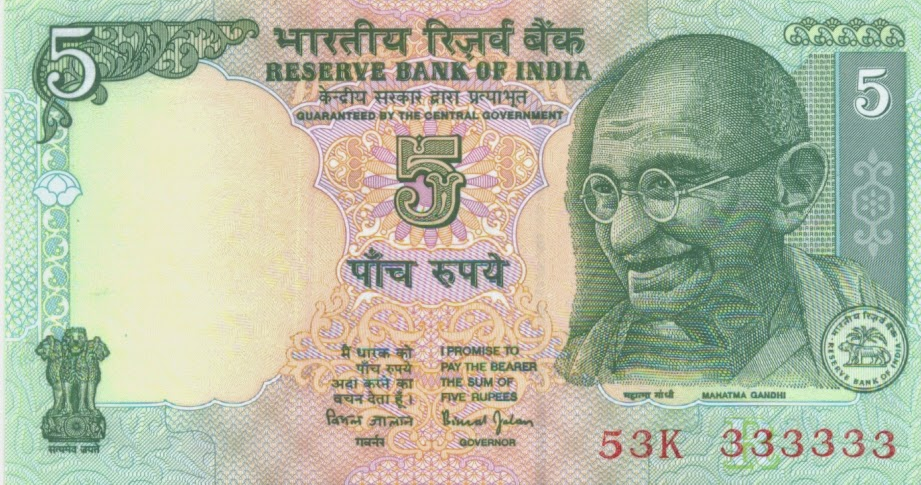 5
भारतीय रिज़र्व बैंक
RESERVE BANK OF INDIA
केन्द्रीय सरकार द्वारा प्रत्याभूत
GUARANTEED BY THE CENTRAL GOVERNMENT
5
5
पाँच रुपये
मैं धारक को
पाँच रुपये
अदा करने का
वचन देता हूँ।
बिमल जालान
गवर्नर
I PROMISE TO
PAY THE BEARER
THE SUM OF
FIVE RUPEES
Bimal Jalan
GOVERNOR
सत्यमेव जयते
भारतीय रिज़र्व बैंक
RESERVE BANK OF INDIA
महात्मा गांधी MAHATMA GANDHI
53K 333333